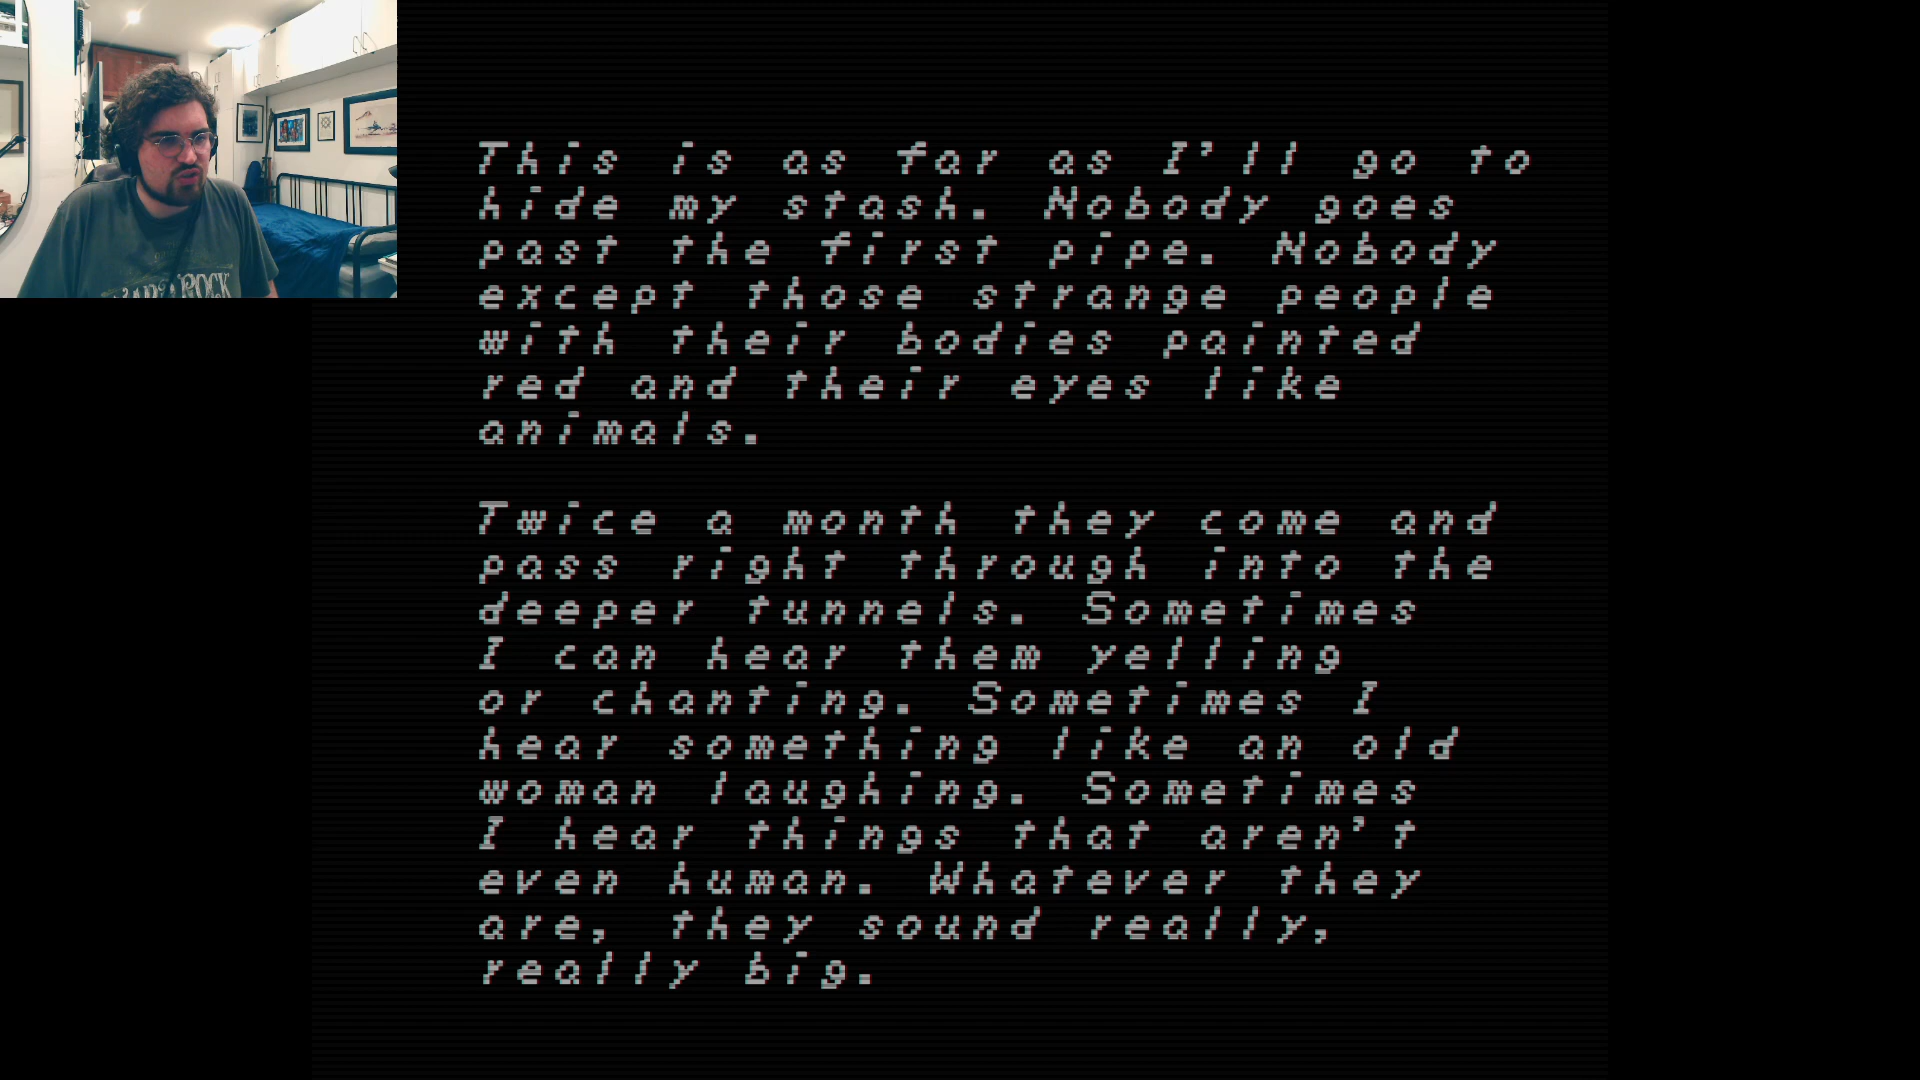 This is as far as I'll go to
hide my stash. Nobody goes
past the first pipe. Nobody
except those strange people
with their bodies painted
red and their eyes like
animals.
Twice a month they come and
pass right through into the
deeper tunnels. Sometimes
I can hear them yelling
or chanting. Sometimes I
hear something like an old
woman laughing. Sometimes
I hear things that aren't
even human. Whatever they
are, they sound really,
really big.